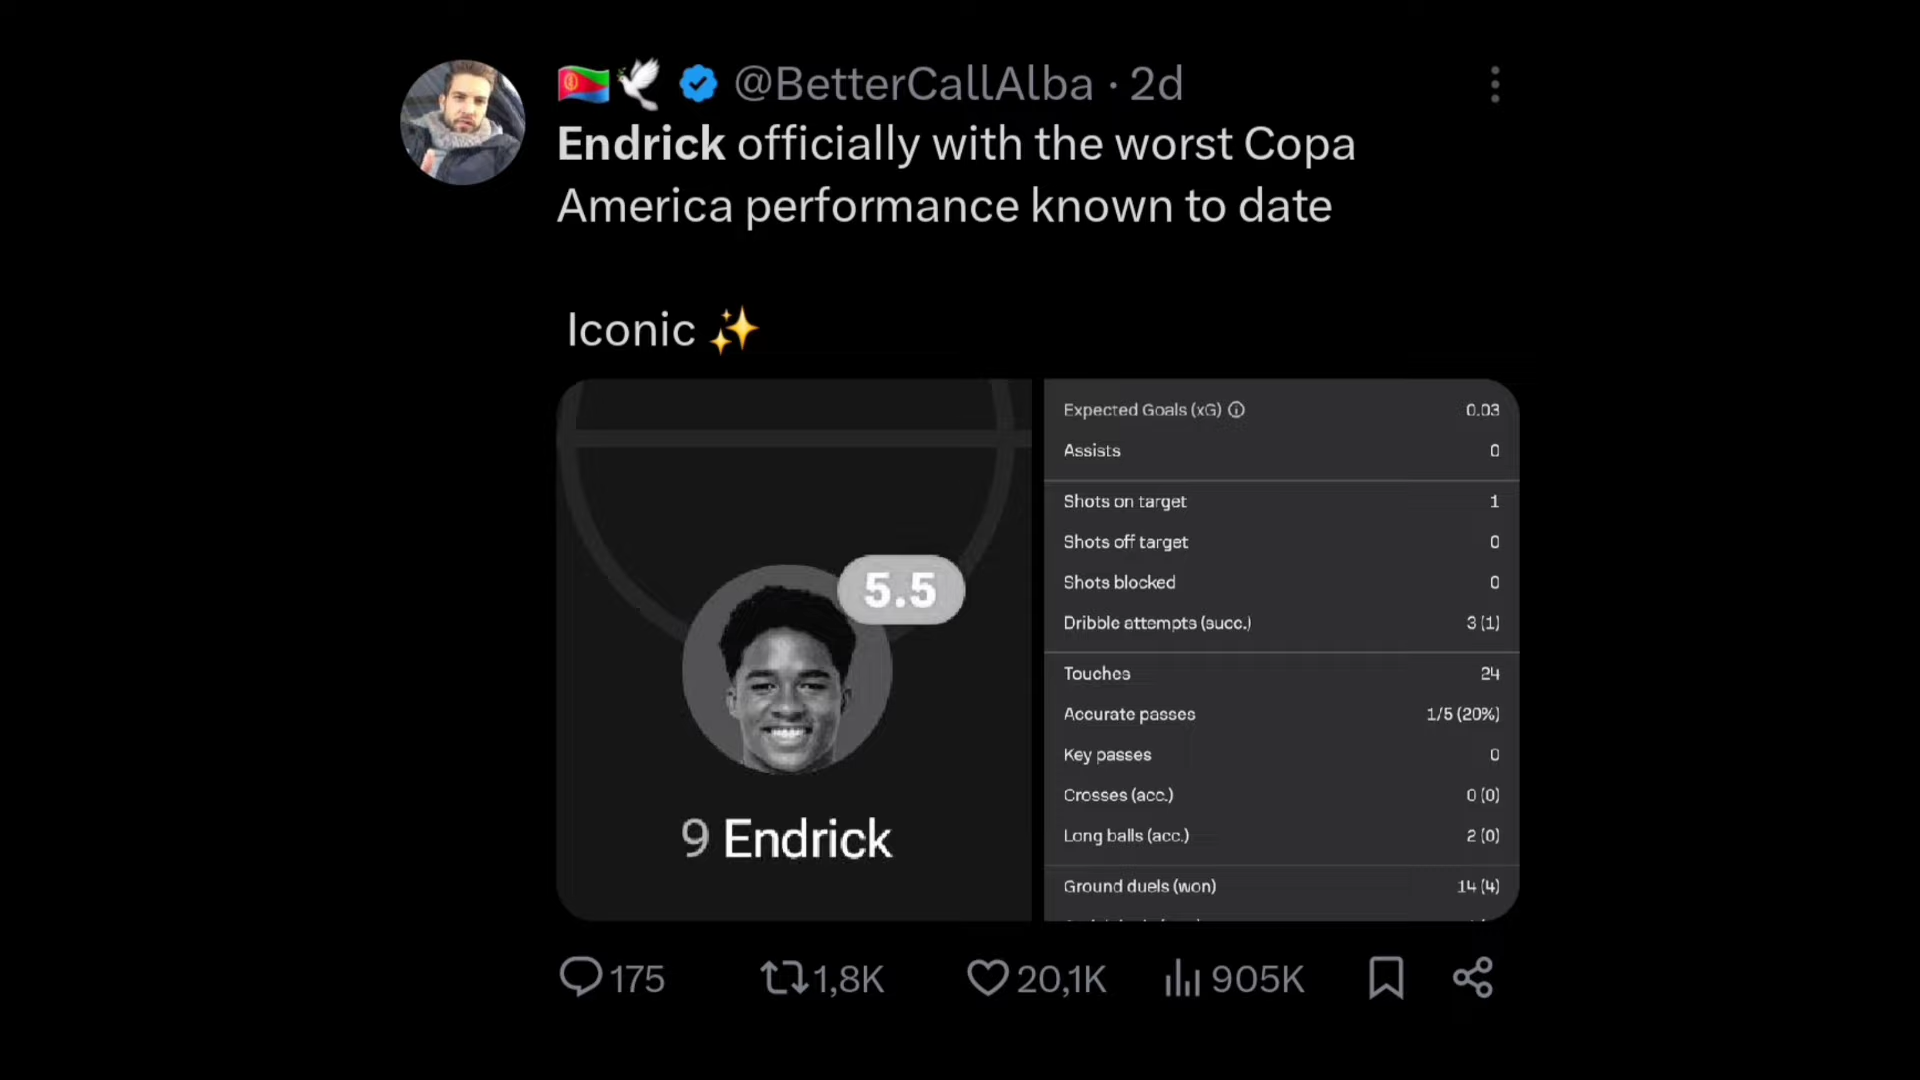 @BetterCallAlba · 2d
Endrick officially with the worst Copa
America performance known to date
Iconic ✨
5.5
9 Endrick
Expected Goals (xG) 0.03
Assists 0
Shots on target 1
Shots off target 0
Shots blocked 0
Dribble attempts (succ.) 3 (1)
Touches 24
Accurate passes 1/5 (20%)
Key passes 0
Crosses (acc.) 0 (0)
Long balls (acc.) 2 (0)
Ground duels (won) 14 (4)
175 1,8K 20,1K 905K